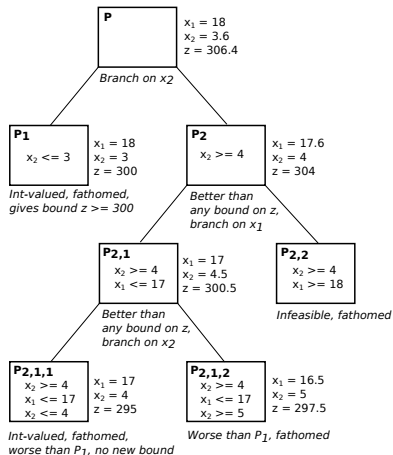 P
x1 = 18
x2 = 3.6
z = 306.4
Branch on x2
P1
x2 <= 3
x1 = 18
x2 = 3
z = 300
Int-valued, fathomed,
gives bound z >= 300
P2
x2 >= 4
x1 = 17.6
x2 = 4
z = 304
Better than
any bound on z,
branch on x1
P2,1
x2 >= 4
x1 <= 17
x1 = 17
x2 = 4.5
z = 300.5
Better than
any bound on z,
branch on x2
P2,2
x2 >= 4
x1 >= 18
Infeasible, fathomed
P2,1,1
x2 >= 4
x1 <= 17
x2 <= 4
x1 = 17
x2 = 4
z = 295
Int-valued, fathomed,
worse than P1, no new bound
P2,1,2
x2 >= 4
x1 <= 17
x2 >= 5
x1 = 16.5
x2 = 5
z = 297.5
Worse than P1, fathomed